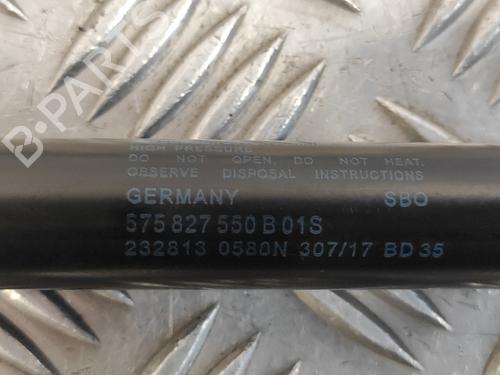 HIGH PRESSURE
DO NOT OPEN, DO NOT HEAT,
OBSERVE DISPOSAL INSTRUCTIONS
GERMANY SBO
575 827 550 B 01S
232813 0580N 307/17 BD 35
B-PARTS